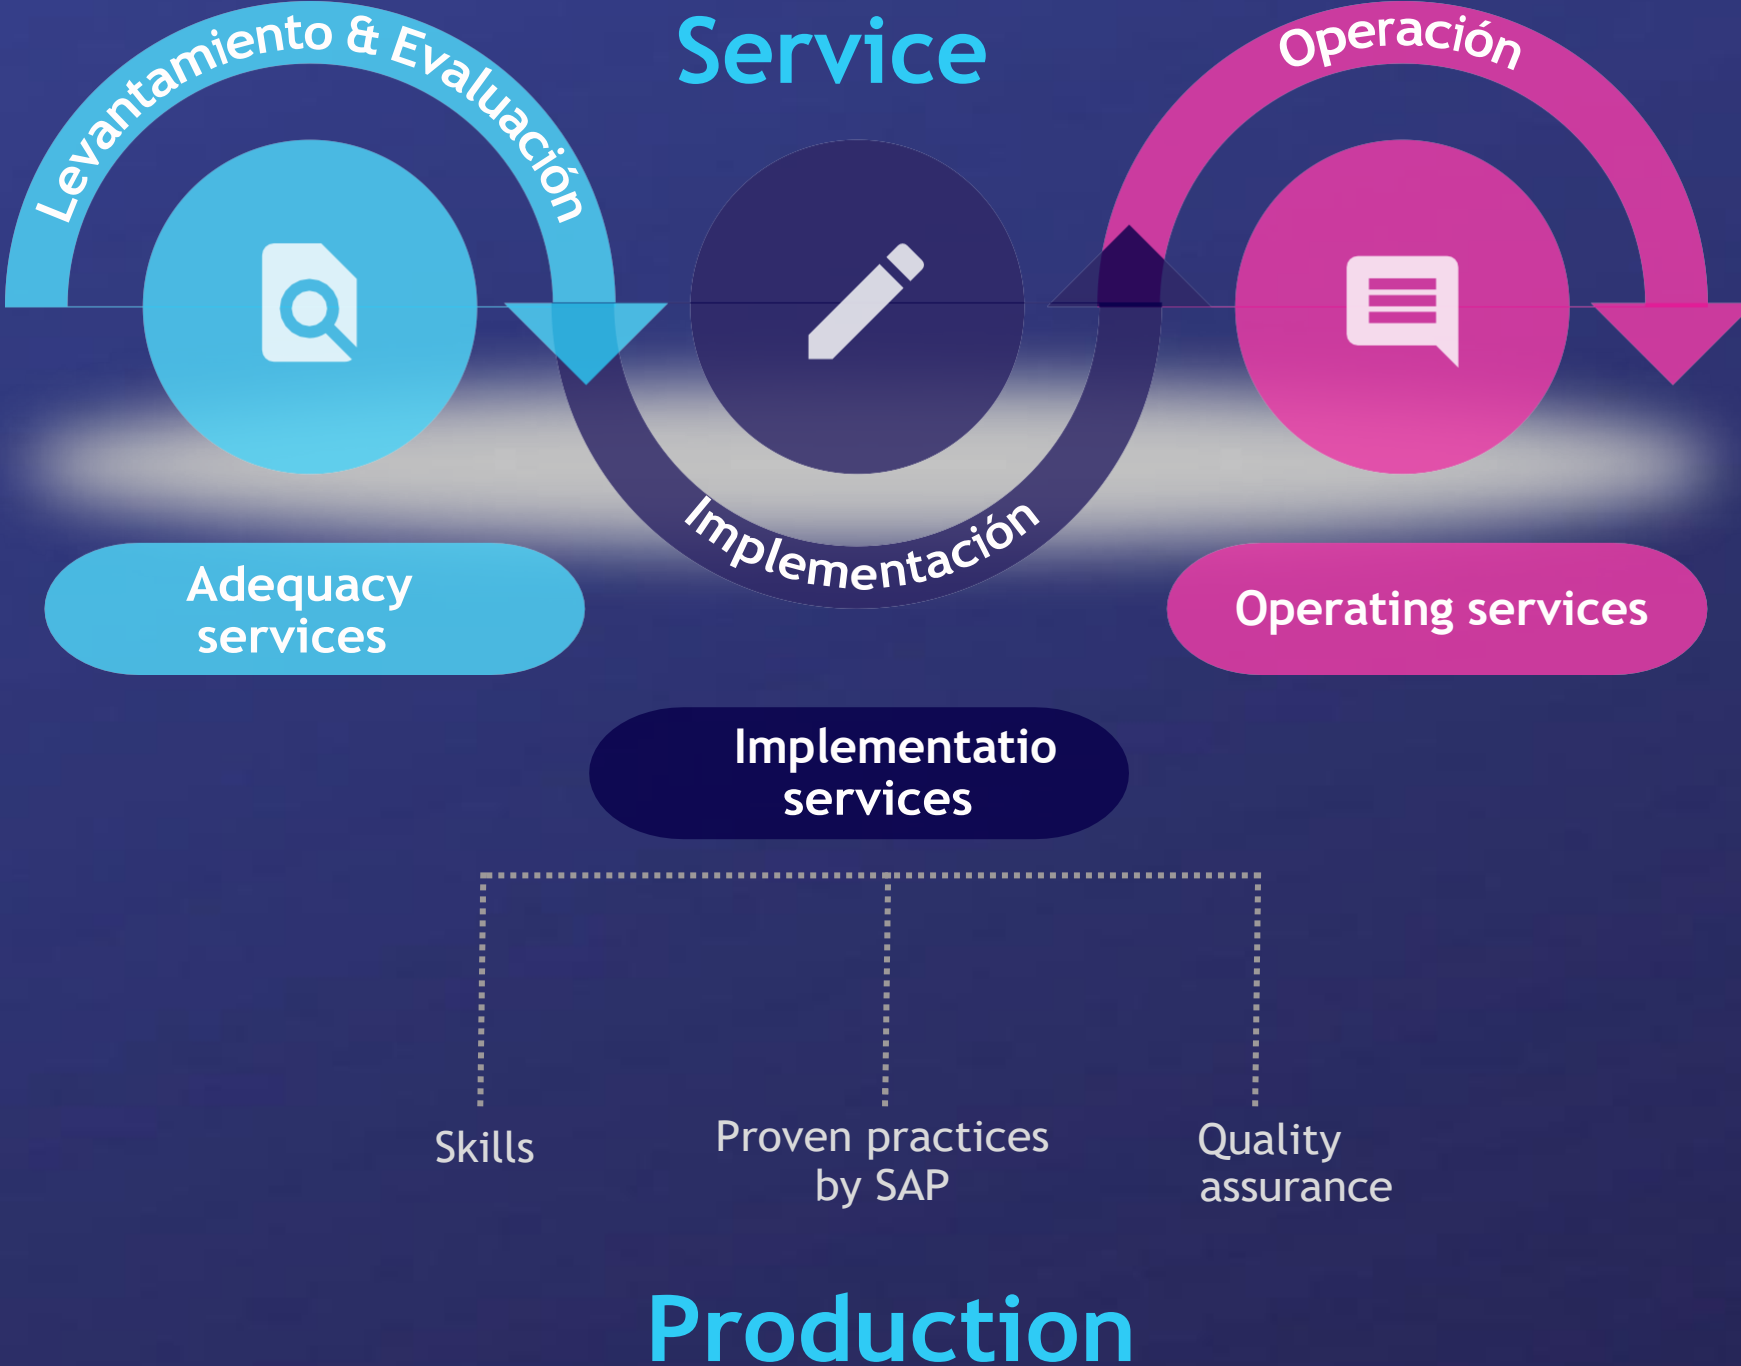 Service
Levantamiento & Evaluación
Operación
Implementación
Adequacy
services
Operating services
Implementatio
services
Skills
Proven practices
by SAP
Quality
assurance
Production